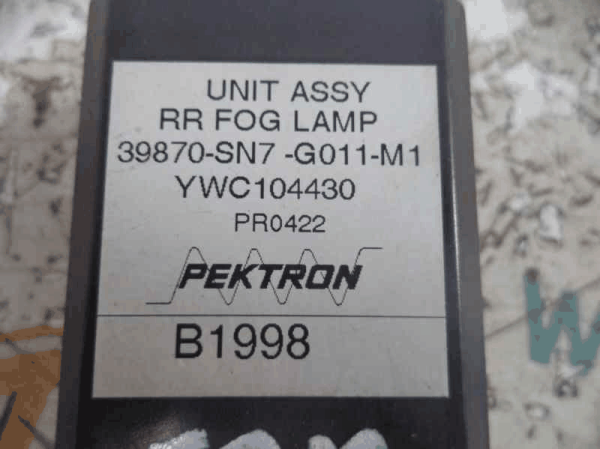 UNIT ASSY
RR FOG LAMP
39870-SN7 -G011-M1
YWC104430
PR0422
PEKTRON
B1998